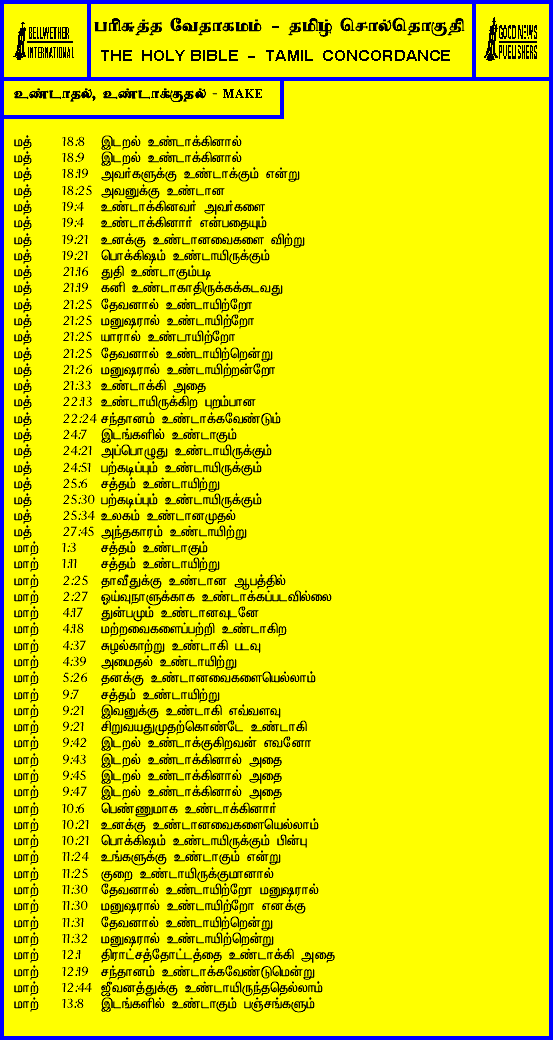 BELLWETHER
INTERNATIONAL
பரிசுத்த வேதாகமம் - தமிழ் சொல்தொகுதி
THE HOLY BIBLE - TAMIL CONCORDANCE
GOOD NEWS
PUBLISHERS
உண்டாதல், உண்டாக்குதல் - MAKE
மத் 18:8 இடறல் உண்டாக்கினால்
மத் 18:9 இடறல் உண்டாக்கினால்
மத் 18:19 அவர்களுக்கு உண்டாக்கும் என்று
மத் 18:25 அவனுக்கு உண்டான
மத் 19:4 உண்டாக்கினவர் அவர்களை
மத் 19:4 உண்டாக்கினார் என்பதையும்
மத் 19:21 உனக்கு உண்டானவைகளை விற்று
மத் 19:21 பொக்கிஷம் உண்டாயிருக்கும்
மத் 21:16 துதி உண்டாகும்படி
மத் 21:19 கனி உண்டாகாதிருக்கக்கடவது
மத் 21:25 தேவனால் உண்டாயிற்றோ
மத் 21:25 மனுஷரால் உண்டாயிற்றோ
மத் 21:25 யாரால் உண்டாயிற்றோ
மத் 21:25 தேவனால் உண்டாயிற்றென்று
மத் 21:26 மனுஷரால் உண்டாயிற்றன்றோ
மத் 21:33 உண்டாக்கி அதை
மத் 22:13 உண்டாயிருக்கிற புறம்பான
மத் 22:24 சந்தானம் உண்டாக்கவேண்டும்
மத் 24:7 இடங்களில் உண்டாகும்
மத் 24:21 அப்பொழுது உண்டாயிருக்கும்
மத் 24:51 பற்கடிப்பும் உண்டாயிருக்கும்
மத் 25:6 சத்தம் உண்டாயிற்று
மத் 25:30 பற்கடிப்பும் உண்டாயிருக்கும்
மத் 25:34 உலகம் உண்டானமுதல்
மத் 27:45 அந்தகாரம் உண்டாயிற்று
மாற் 1:3 சத்தம் உண்டாகும்
மாற் 1:11 சத்தம் உண்டாயிற்று
மாற் 2:25 தாவீதுக்கு உண்டான ஆபத்தில்
மாற் 2:27 ஓய்வுநாளுக்காக உண்டாக்கப்படவில்லை
மாற் 4:17 துன்பமும் உண்டானவுடனே
மாற் 4:18 மற்றவைகளைப்பற்றி உண்டாகிற
மாற் 4:37 சுழல்காற்று உண்டாகி படவு
மாற் 4:39 அமைதல் உண்டாயிற்று
மாற் 5:26 தனக்கு உண்டானவைகளையெல்லாம்
மாற் 9:7 சத்தம் உண்டாயிற்று
மாற் 9:21 இவனுக்கு உண்டாகி எவ்வளவு
மாற் 9:21 சிறுவயதுமுதற்கொண்டே உண்டாகி
மாற் 9:42 இடறல் உண்டாக்குகிறவன் எவனோ
மாற் 9:43 இடறல் உண்டாக்கினால் அதை
மாற் 9:45 இடறல் உண்டாக்கினால் அதை
மாற் 9:47 இடறல் உண்டாக்கினால் அதை
மாற் 10:6 பெண்ணுமாக உண்டாக்கினார்
மாற் 10:21 உனக்கு உண்டானவைகளையெல்லாம்
மாற் 10:21 பொக்கிஷம் உண்டாயிருக்கும் பின்பு
மாற் 11:24 உங்களுக்கு உண்டாகும் என்று
மாற் 11:25 குறை உண்டாயிருக்குமானால்
மாற் 11:30 தேவனால் உண்டாயிற்றோ மனுஷரால்
மாற் 11:30 மனுஷரால் உண்டாயிற்றோ எனக்கு
மாற் 11:31 தேவனால் உண்டாயிற்றென்று
மாற் 11:32 மனுஷரால் உண்டாயிற்றென்று
மாற் 12:1 திராட்சத்தோட்டத்தை உண்டாக்கி அதை
மாற் 12:19 சந்தானம் உண்டாக்கவேண்டுமென்று
மாற் 12:44 ஜீவனத்துக்கு உண்டாயிருந்ததெல்லாம்
மாற் 13:8 இடங்களில் உண்டாகும் பஞ்சங்களும்